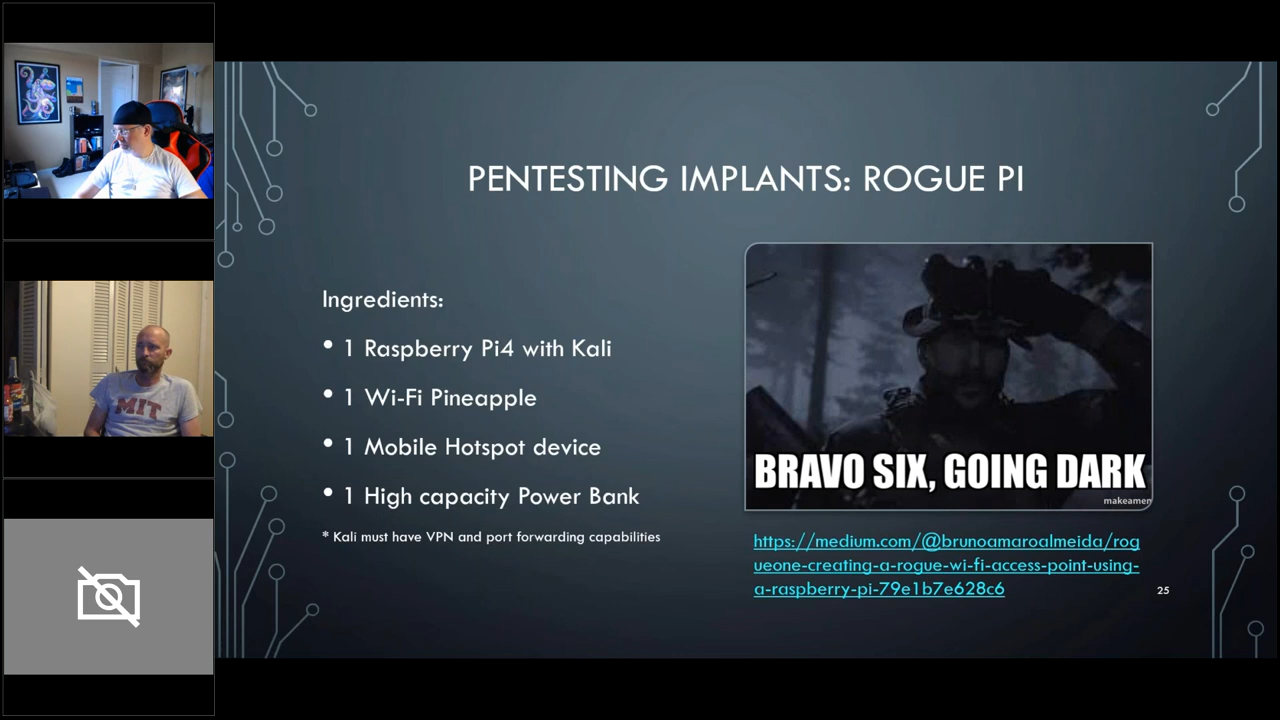 PENTESTING IMPLANTS: ROGUE PI
Ingredients:
• 1 Raspberry Pi4 with Kali
• 1 Wi-Fi Pineapple
• 1 Mobile Hotspot device
• 1 High capacity Power Bank
* Kali must have VPN and port forwarding capabilities
BRAVO SIX, GOING DARK
makeamem
https://medium.com/@brunoamaroalmeida/rog
ueone-creating-a-rogue-wi-fi-access-point-using-
a-raspberry-pi-79e1b7e628c6
25
MIT